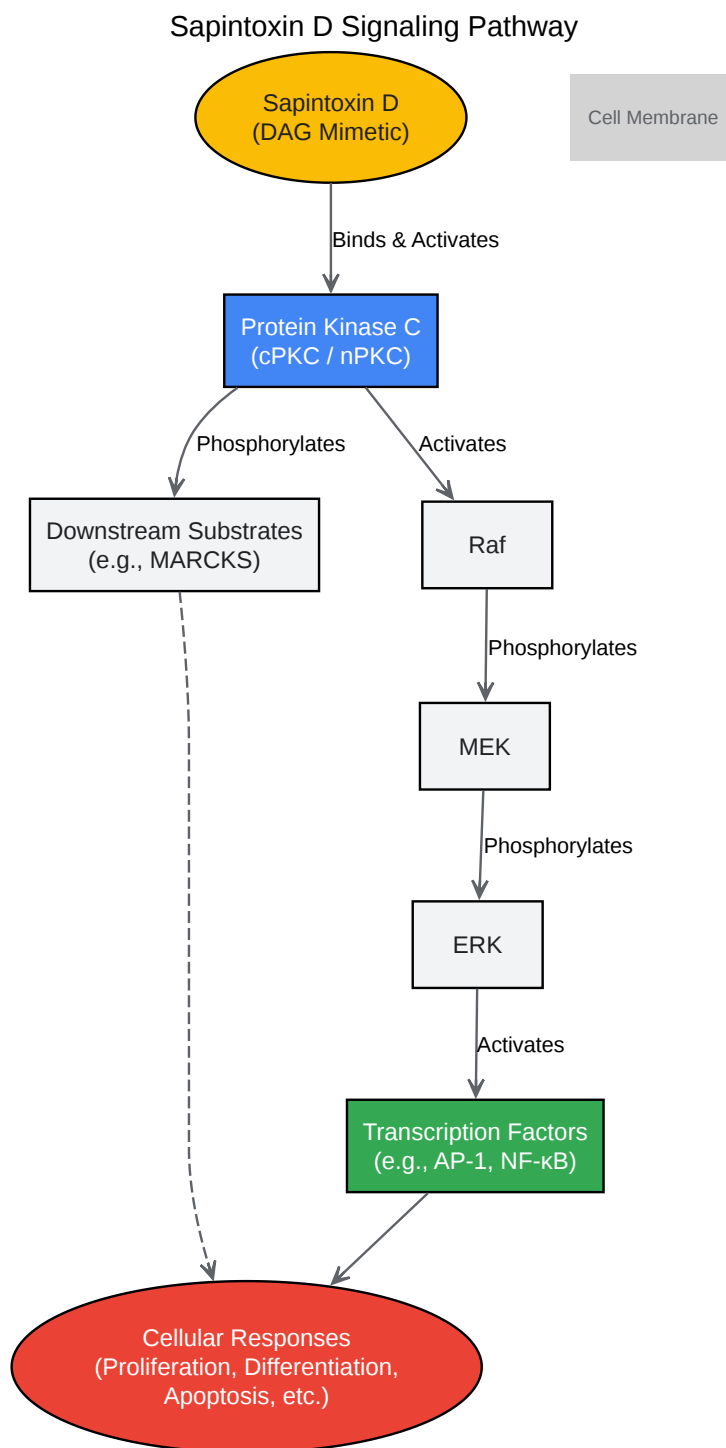 Sapintoxin D Signaling Pathway
Sapintoxin D
(DAG Mimetic)
Cell Membrane
Binds & Activates
Protein Kinase C
(cPKC / nPKC)
Phosphorylates
Activates
Downstream Substrates
(e.g., MARCKS)
Raf
Phosphorylates
MEK
Phosphorylates
ERK
Activates
Transcription Factors
(e.g., AP-1, NF-κB)
Cellular Responses
(Proliferation, Differentiation,
Apoptosis, etc.)